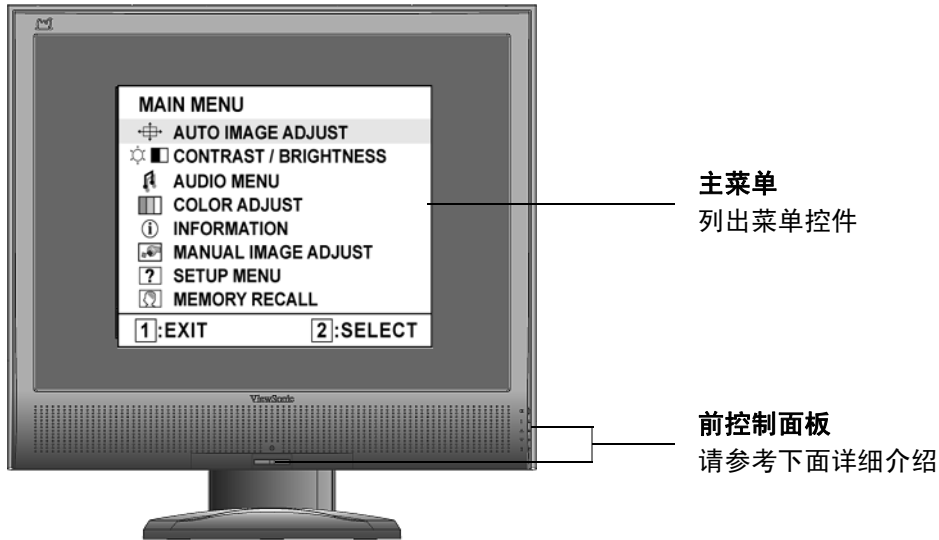 MAIN MENU
AUTO IMAGE ADJUST
CONTRAST / BRIGHTNESS
AUDIO MENU
COLOR ADJUST
INFORMATION
MANUAL IMAGE ADJUST
? SETUP MENU
MEMORY RECALL
1:EXIT 2:SELECT
ViewSonic
主菜单
列出菜单控件
前控制面板
请参考下面详细介绍